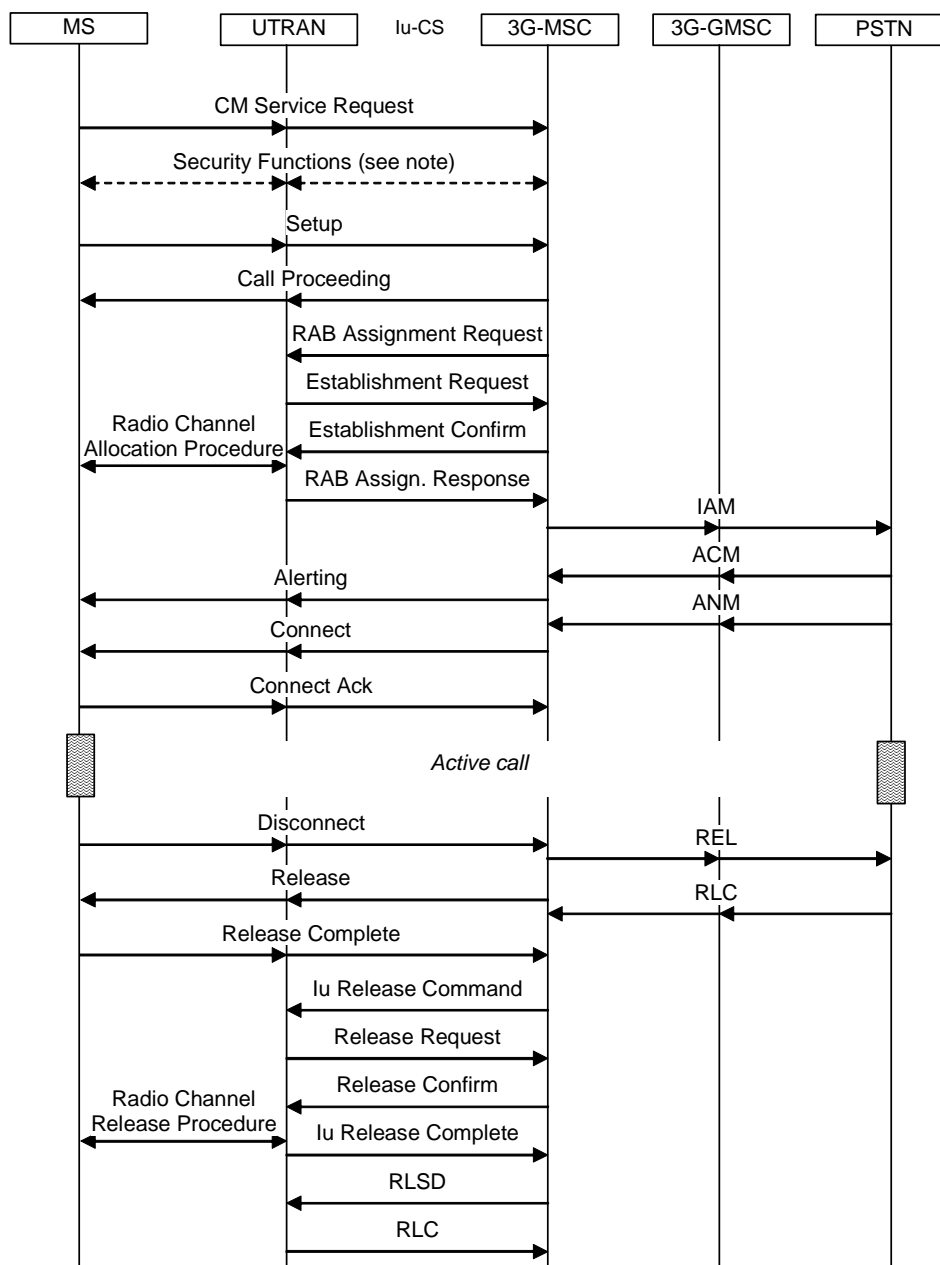 MS
UTRAN
Iu-CS
3G-MSC
3G-GMSC
PSTN
CM Service Request
Security Functions (see note)
Setup
Call Proceeding
RAB Assignment Request
Establishment Request
Radio Channel
Allocation Procedure
Establishment Confirm
RAB Assign. Response
IAM
ACM
Alerting
ANM
Connect
Connect Ack
Active call
Disconnect
REL
Release
RLC
Release Complete
Iu Release Command
Release Request
Radio Channel
Release Procedure
Release Confirm
Iu Release Complete
RLSD
RLC